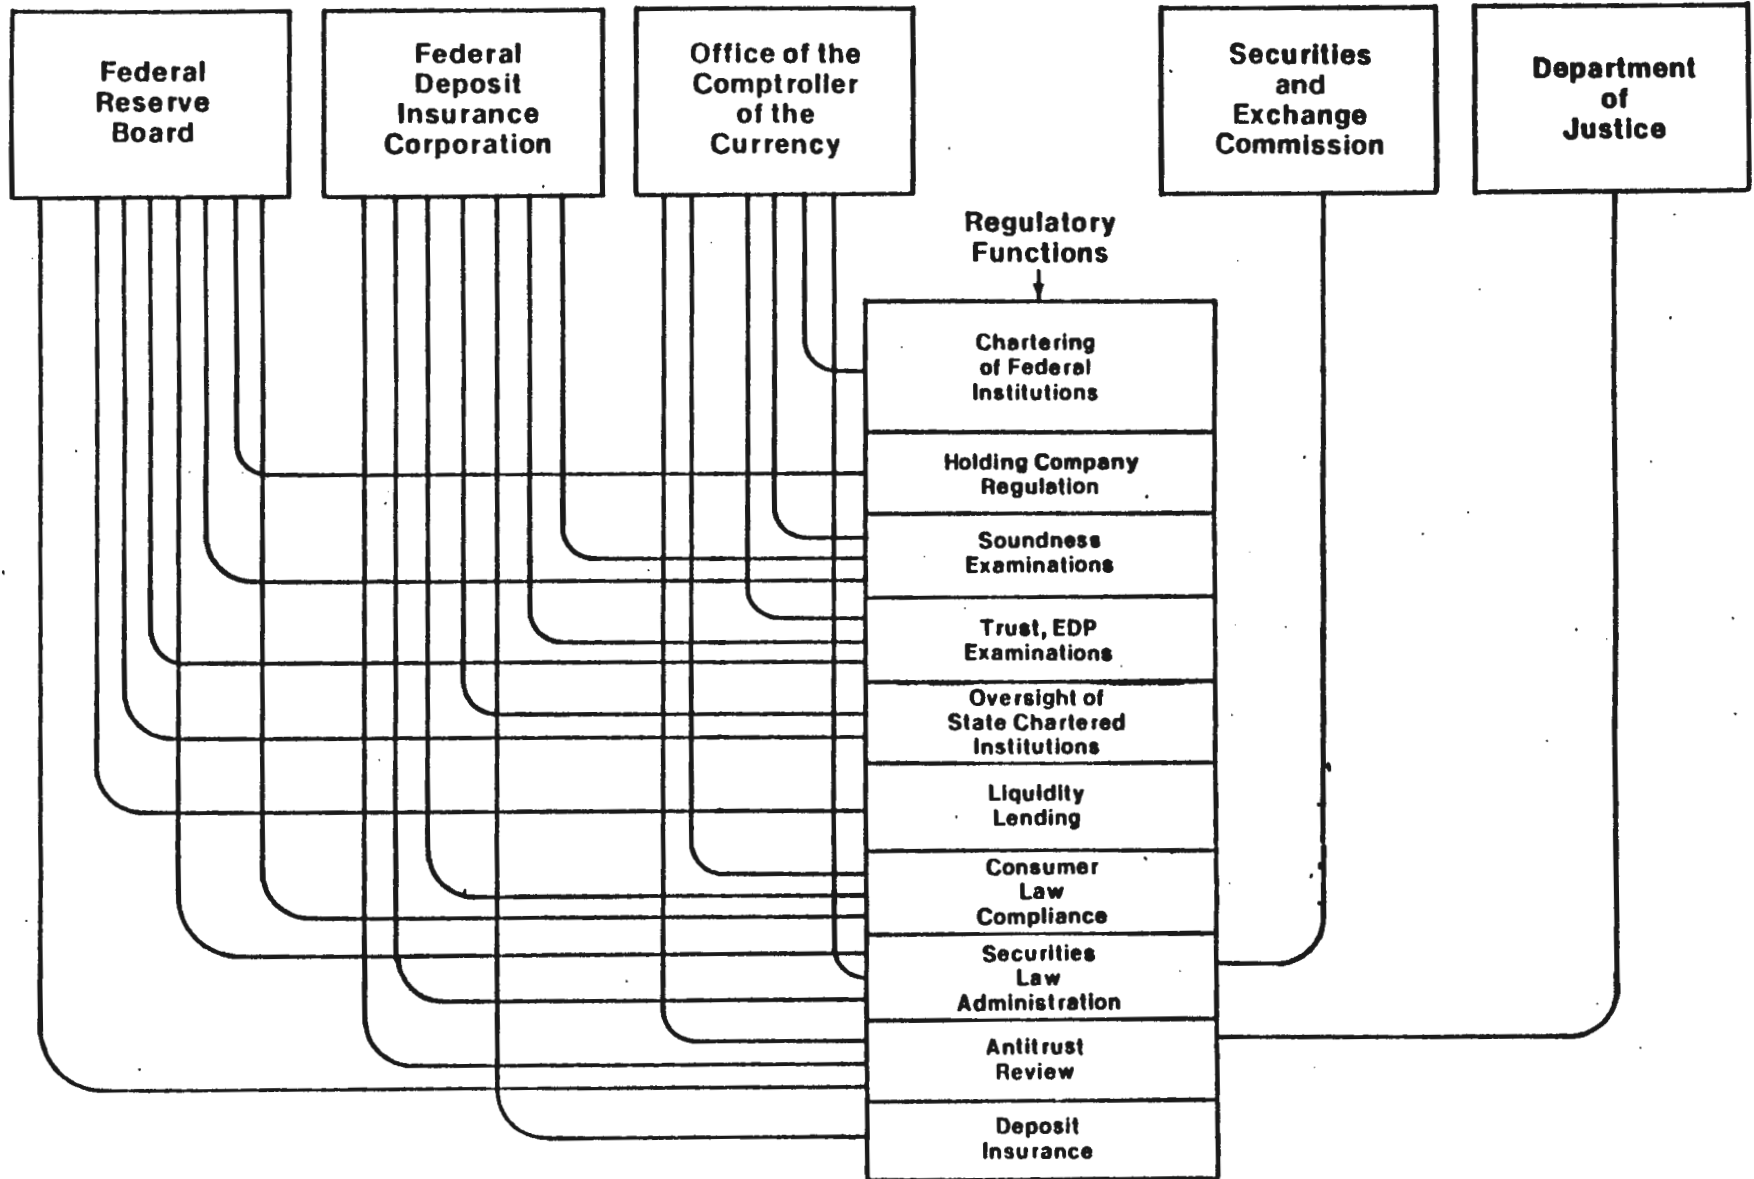 Federal
Reserve
Board
Federal
Deposit
Insurance
Corporation
Office of the
Comptroller
of the
Currency
Securities
and
Exchange
Commission
Department
of
Justice
Regulatory
Functions
Chartering
of Federal
Institutions
Holding Company
Regulation
Soundness
Examinations
Trust, EDP
Examinations
Oversight of
State Chartered
Institutions
Liquidity
Lending
Consumer
Law
Compliance
Securities
Law
Administration
Antitrust
Review
Deposit
Insurance